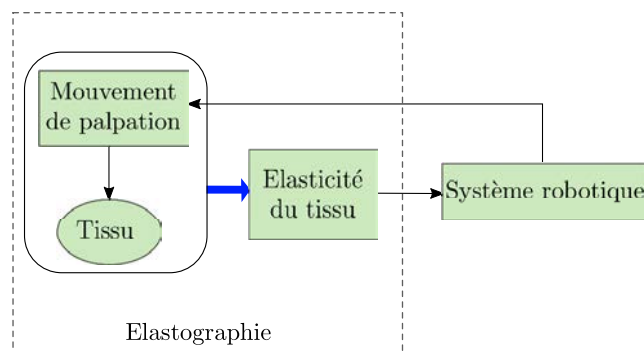 Mouvement
de palpation
Tissu
Elasticité
du tissu
Système robotique
Elastographie